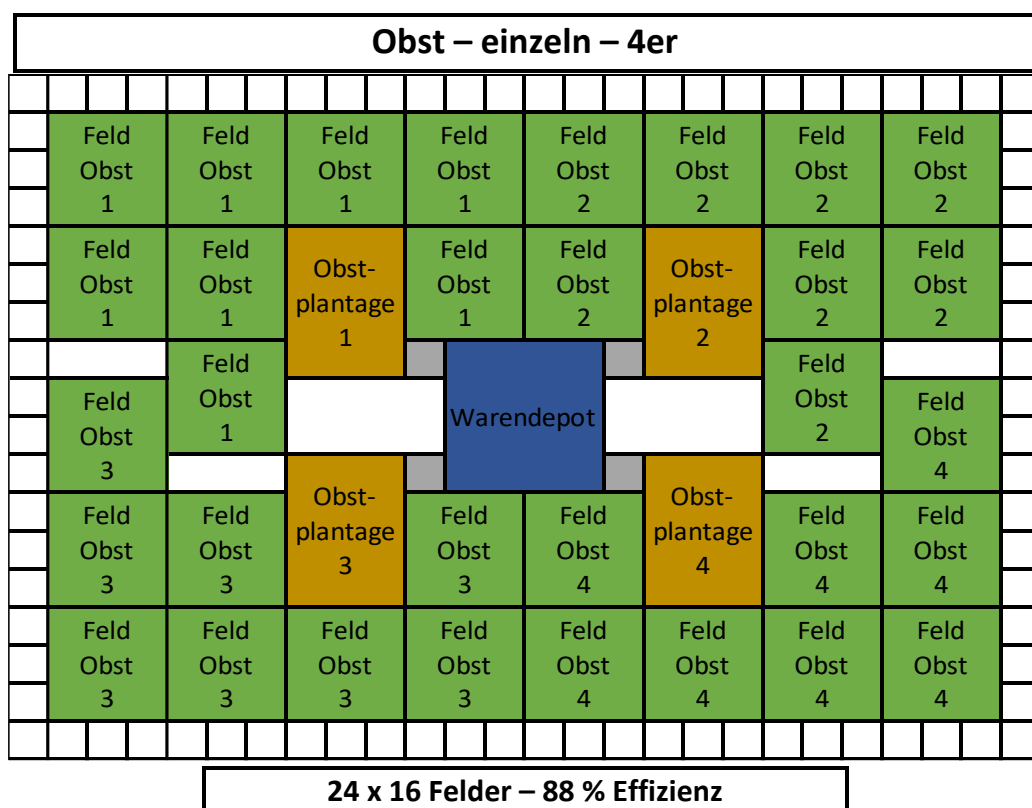 Obst – einzeln – 4er
Feld Obst 1
Feld Obst 1
Feld Obst 1
Feld Obst 1
Feld Obst 2
Feld Obst 2
Feld Obst 2
Feld Obst 2
Feld Obst 1
Feld Obst 1
Obst-
plantage
1
Feld Obst 1
Feld Obst 2
Obst-
plantage
2
Feld Obst 2
Feld Obst 2
Feld Obst 1
Warendepot
Feld Obst 2
Feld Obst 3
Feld Obst 4
Obst-
plantage
3
Obst-
plantage
4
Feld Obst 3
Feld Obst 3
Feld Obst 3
Feld Obst 4
Feld Obst 4
Feld Obst 4
Feld Obst 3
Feld Obst 3
Feld Obst 3
Feld Obst 3
Feld Obst 4
Feld Obst 4
Feld Obst 4
Feld Obst 4
24 x 16 Felder – 88 % Effizienz